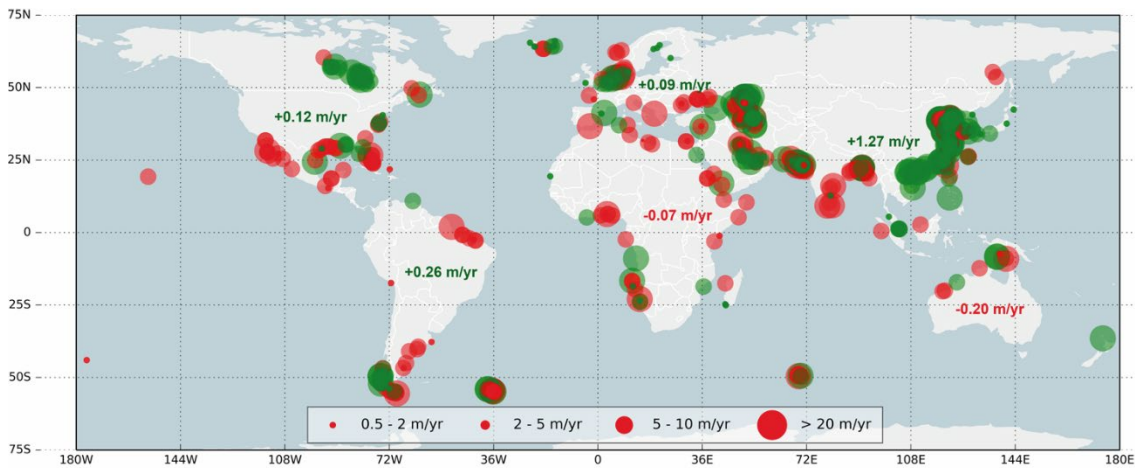 75N
50N
+0.09 m/yr
+0.12 m/yr
+1.27 m/yr
25N
-0.07 m/yr
0
+0.26 m/yr
25S
-0.20 m/yr
50S
0.5 - 2 m/yr 2 - 5 m/yr 5 - 10 m/yr > 20 m/yr
75S
180W 144W 108W 72W 36W 0 36E 72E 108E 144E 180E